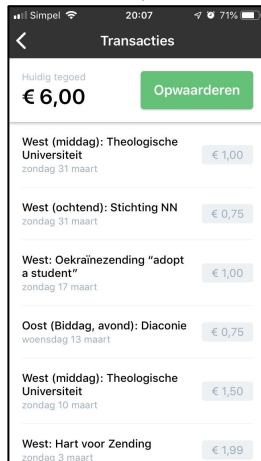 Simpel 20:07 71%
Transacties
Huidig tegoed
€ 6,00
Opwaarderen
West (middag): Theologische
Universiteit
€ 1,00
zondag 31 maart
West (ochtend): Stichting NN
€ 0,75
zondag 31 maart
West: Oekraïnezending “adopt
a student”
€ 1,00
zondag 17 maart
Oost (Biddag, avond): Diaconie
€ 0,75
woensdag 13 maart
West (middag): Theologische
Universiteit
€ 1,50
zondag 10 maart
West: Hart voor Zending
€ 1,99
zondag 3 maart